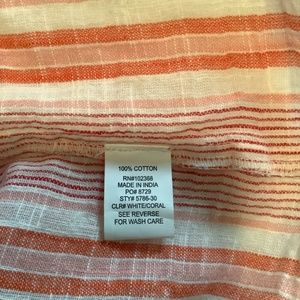 100% COTTON
RN#102368
MADE IN INDIA
PO# 8729
STY# 5786-30
CLR# WHITE/CORAL
SEE REVERSE
FOR WASH CARE